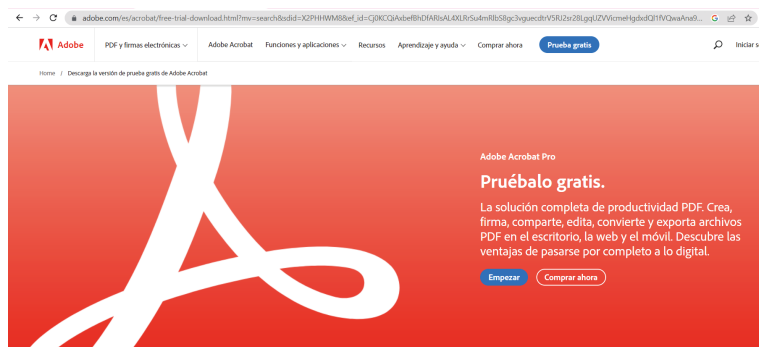 adobe.com/es/acrobat/free-trial-download.html?mv=search&sdid=X2PHHWM8&ef_id=
Adobe PDF y firmas electrónicas Adobe Acrobat Funciones y aplicaciones Recursos Aprendizaje y ayuda Comprar ahora Prueba gratis Iniciar s
Home / Descarga la versión de prueba gratis de Adobe Acrobat
Adobe Acrobat Pro
Pruébalo gratis.
La solución completa de productividad PDF. Crea,
firma, comparte, edita, convierte y exporta archivos
PDF en el escritorio, la web y el móvil. Descubre las
ventajas de pasarse por completo a lo digital.
Empezar Comprar ahora